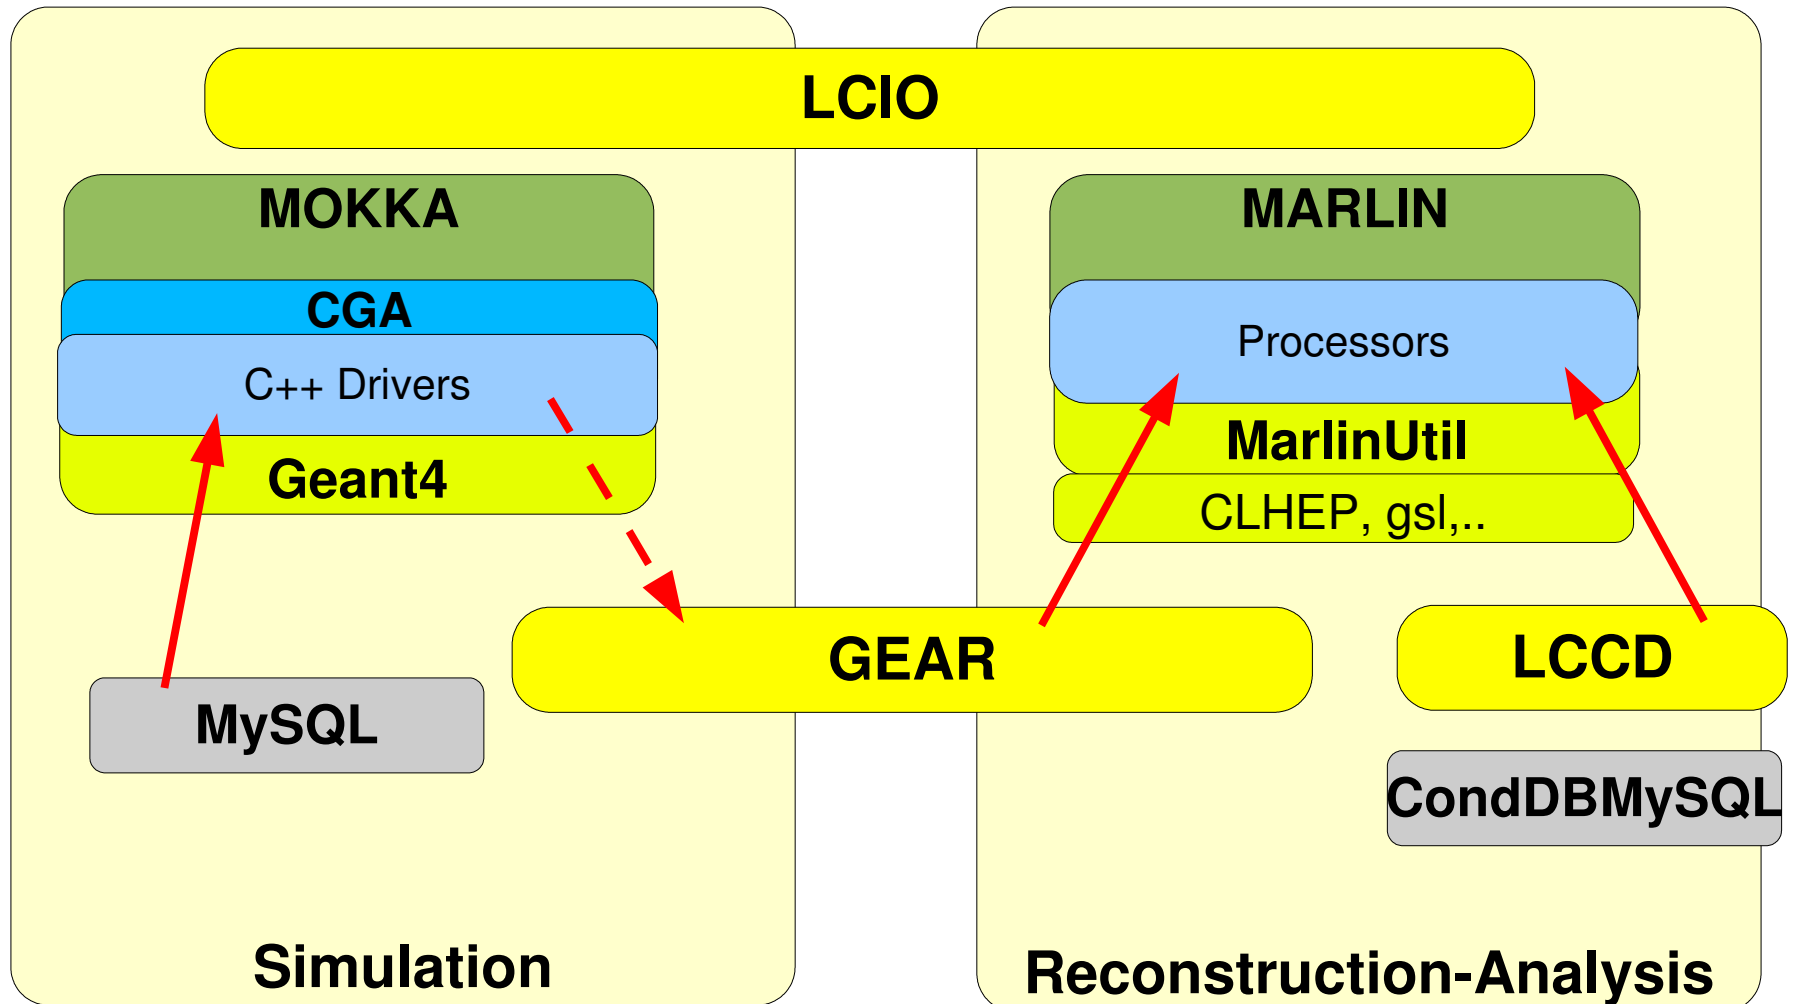 LCIO
MOKKA
CGA
C++ Drivers
Geant4
MySQL
Simulation
MARLIN
Processors
MarlinUtil
CLHEP, gsl,..
GEAR
LCCD
CondDBMySQL
Reconstruction-Analysis